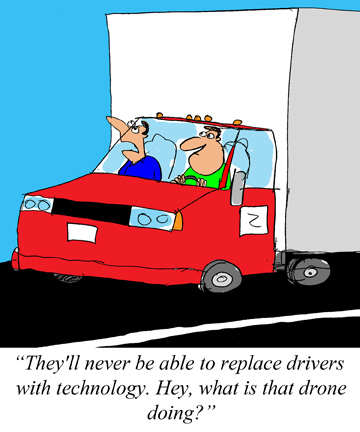 “They'll never be able to replace drivers
with technology. Hey, what is that drone
doing?”